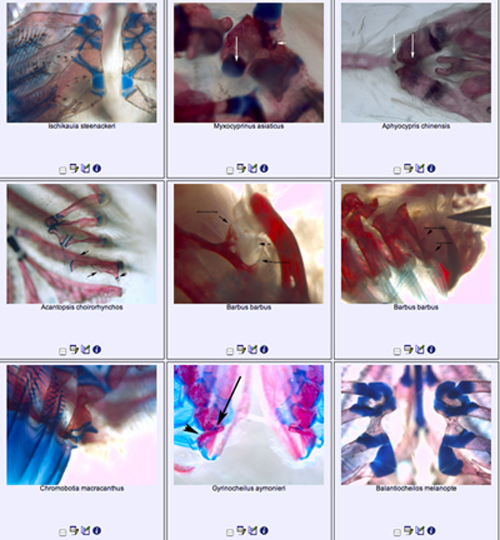 Ischikauia steenackeri
Myxocyprinus asiaticus
Aphyocypris chinensis
Acantopsis choirorhynchos
Barbus barbus
Barbus barbus
Chromobotia macracanthus
Gyrinocheilus aymonieri
Balantiocheilos melanopte